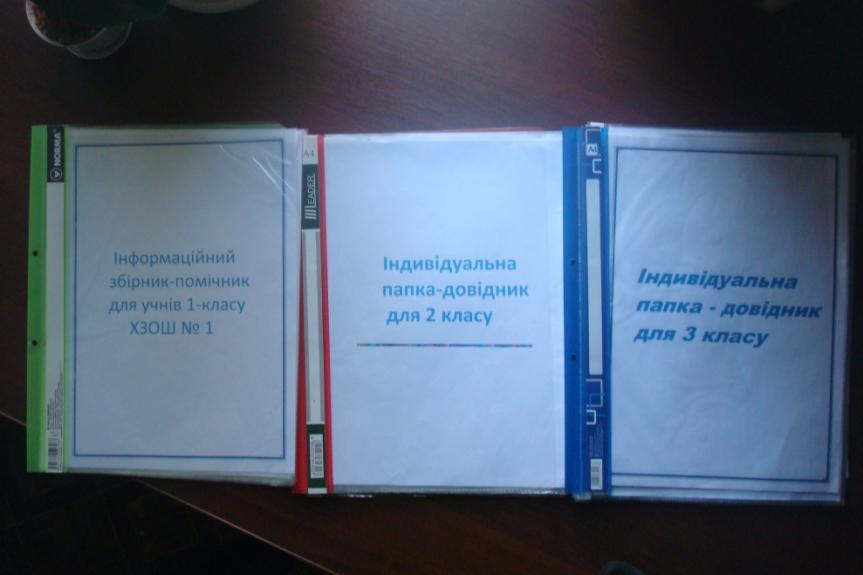 NORMA
Інформаційний
збірник-помічник
для учнів 1-класу
ХЗОШ № 1
A4
LEADER
Індивідуальна
папка-довідник
для 2 класу
A4
Індивідуальна
папка - довідник
для 3 класу